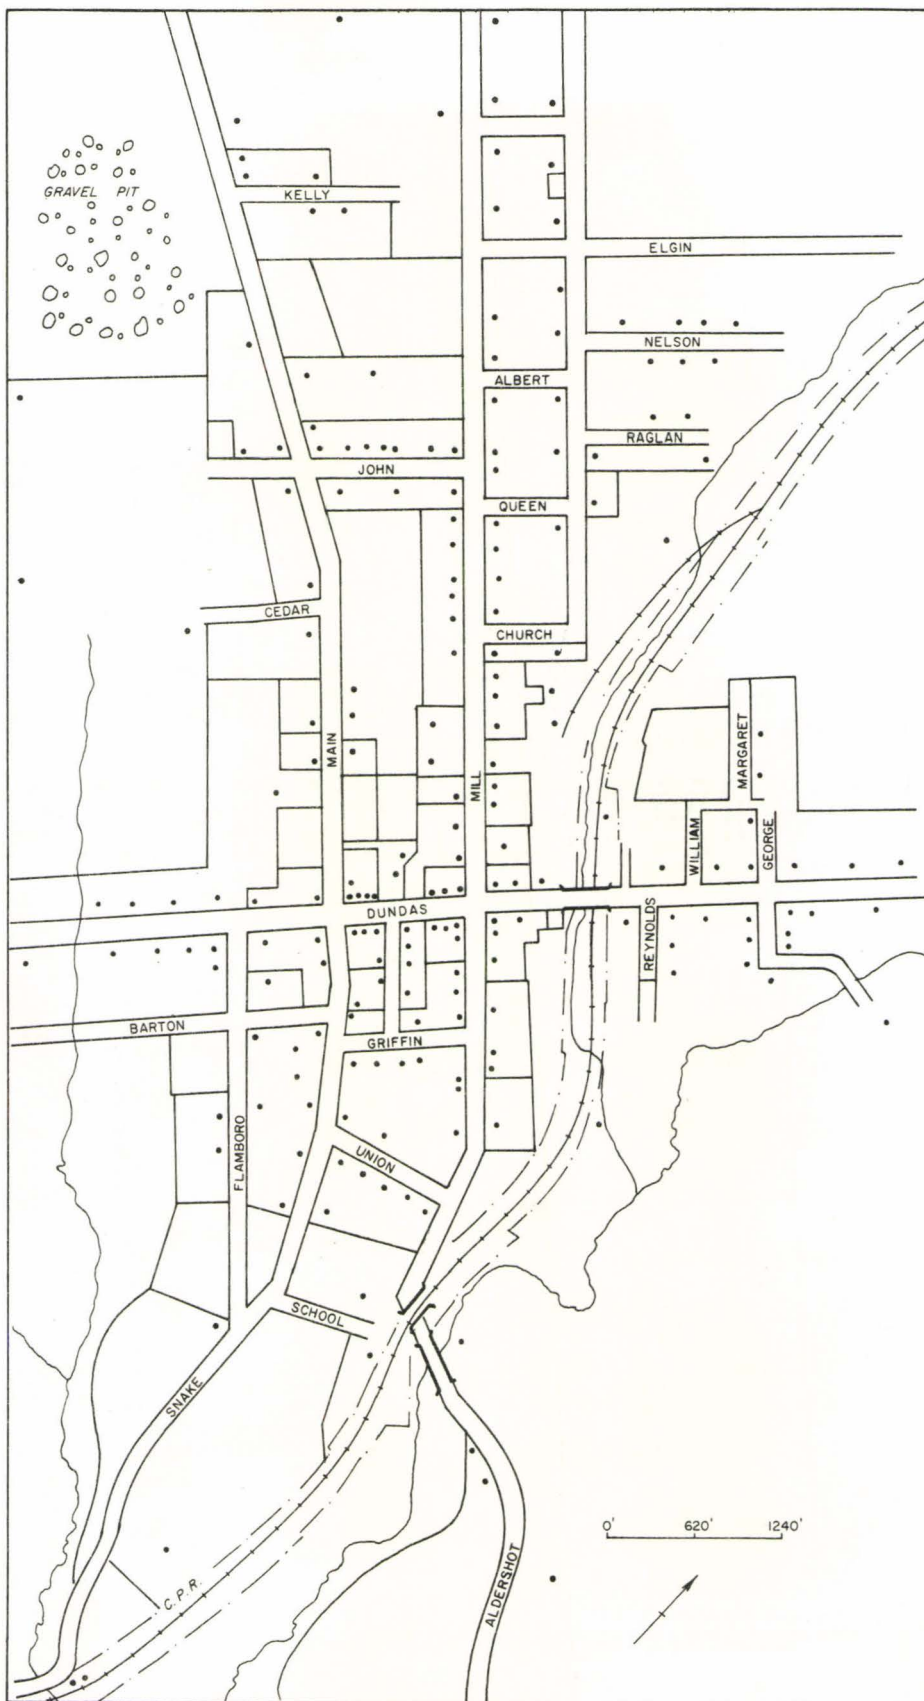 GRAVEL PIT
KELLY
ELGIN
NELSON
ALBERT
RAGLAN
JOHN
QUEEN
CEDAR
CHURCH
MAIN
MILL
MARGARET
WILLIAM
GEORGE
DUNDAS
REYNOLDS
BARTON
GRIFFIN
FLAMBORO
UNION
SCHOOL
SNAKE
0' 620' 1240'
C.P.R.
ALDERSHOT